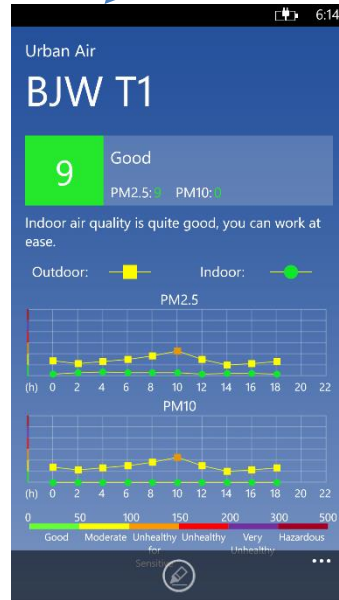 6:14
Urban Air
BJW T1
9
Good
PM2.5: 9 PM10: 0
Indoor air quality is quite good, you can work at
ease.
Outdoor: Indoor:
PM2.5
(h) 0 2 4 6 8 10 12 14 16 18 20 22
PM10
(h) 0 2 4 6 8 10 12 14 16 18 20 22
0 50 100 150 200 300 500
Good Moderate Unhealthy Unhealthy Very Hazardous
for Unhealthy
Sensitive